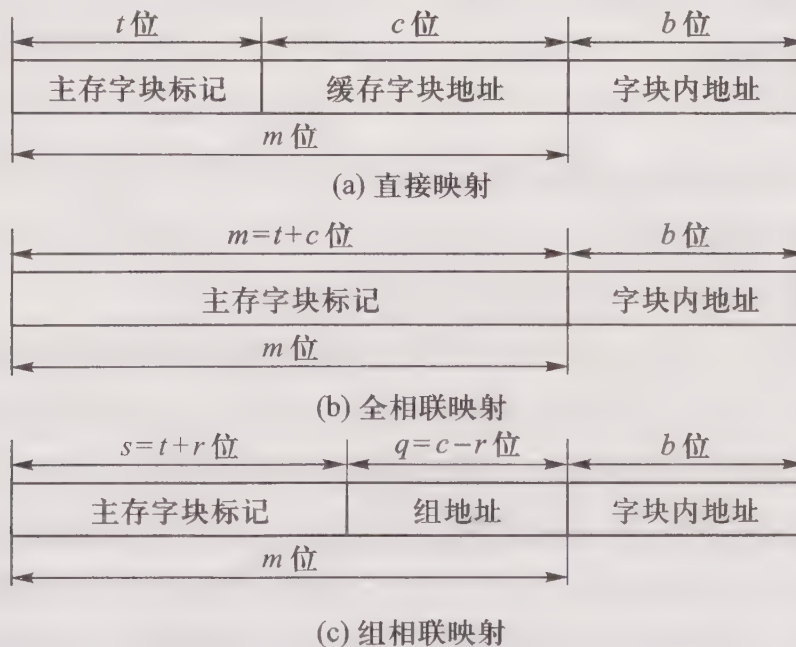 t位 c位 b位
主存字块标记 缓存字块地址 字块内地址
m位
(a) 直接映射
m=t+c位 b位
主存字块标记 字块内地址
m位
(b) 全相联映射
s=t+r位 q=c-r位 b位
主存字块标记 组地址 字块内地址
m位
(c) 组相联映射